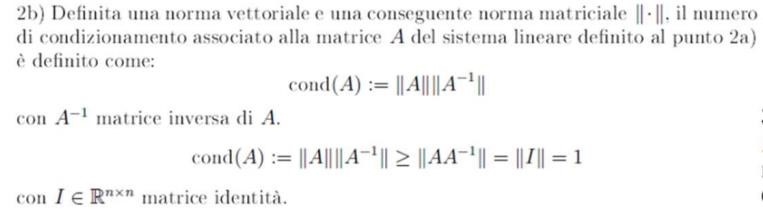 2b) Definita una norma vettoriale e una conseguente norma matriciale ‖·‖, il numero
di condizionamento associato alla matrice A del sistema lineare definito al punto 2a)
è definito come:
cond(A) := ‖A‖‖A⁻¹‖
con A⁻¹ matrice inversa di A.
cond(A) := ‖A‖‖A⁻¹‖ ≥ ‖AA⁻¹‖ = ‖I‖ = 1
con I ∈ ℝⁿˣⁿ matrice identità.